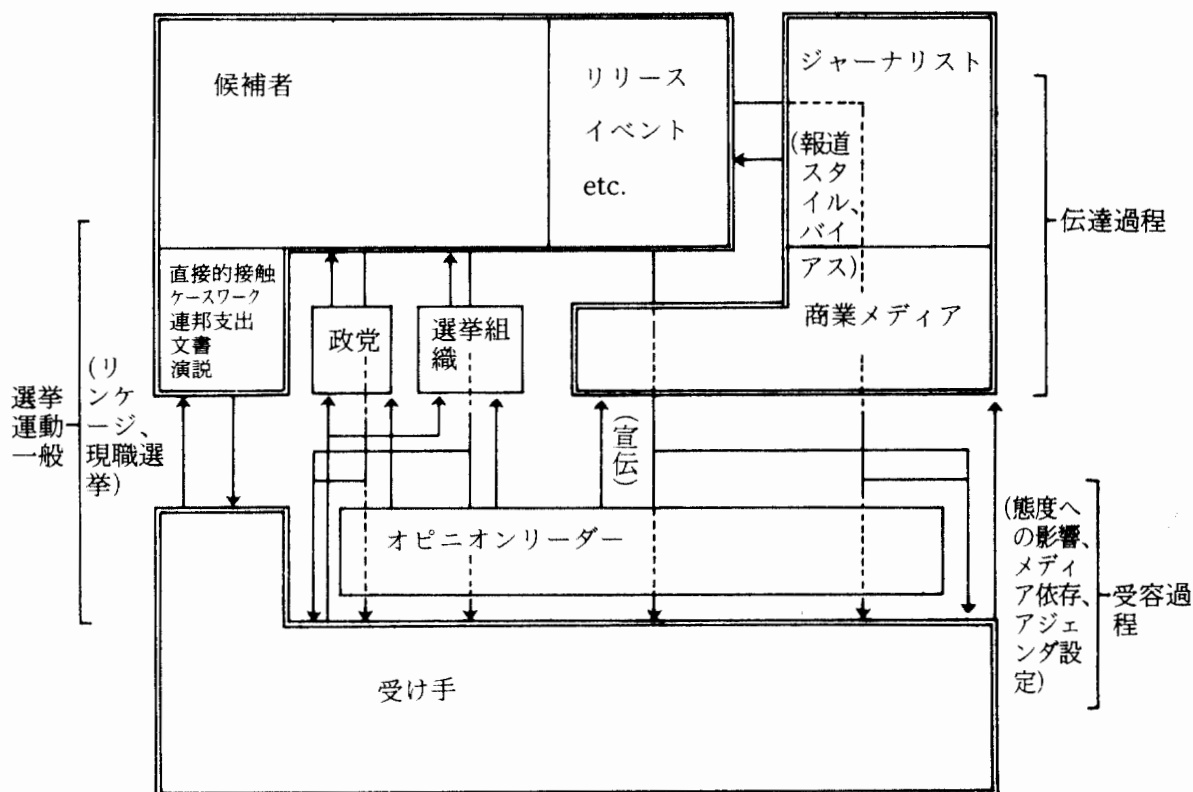 候補者
リリース
イベント
etc.
ジャーナリスト
(報道
スタ
イル、
バイ
アス)
商業メディア
伝達過程
直接的接触
ケースワーク
連邦支出
文書
演説
政党
選挙組
織
選挙
運動
一般
(リ
ンケ
ージ、
現職選
挙)
(宣伝)
オピニオンリーダー
(態度へ
の影響、
メディ
ア依存、
アジェ
ンダ設
定)
受容過
程
受け手